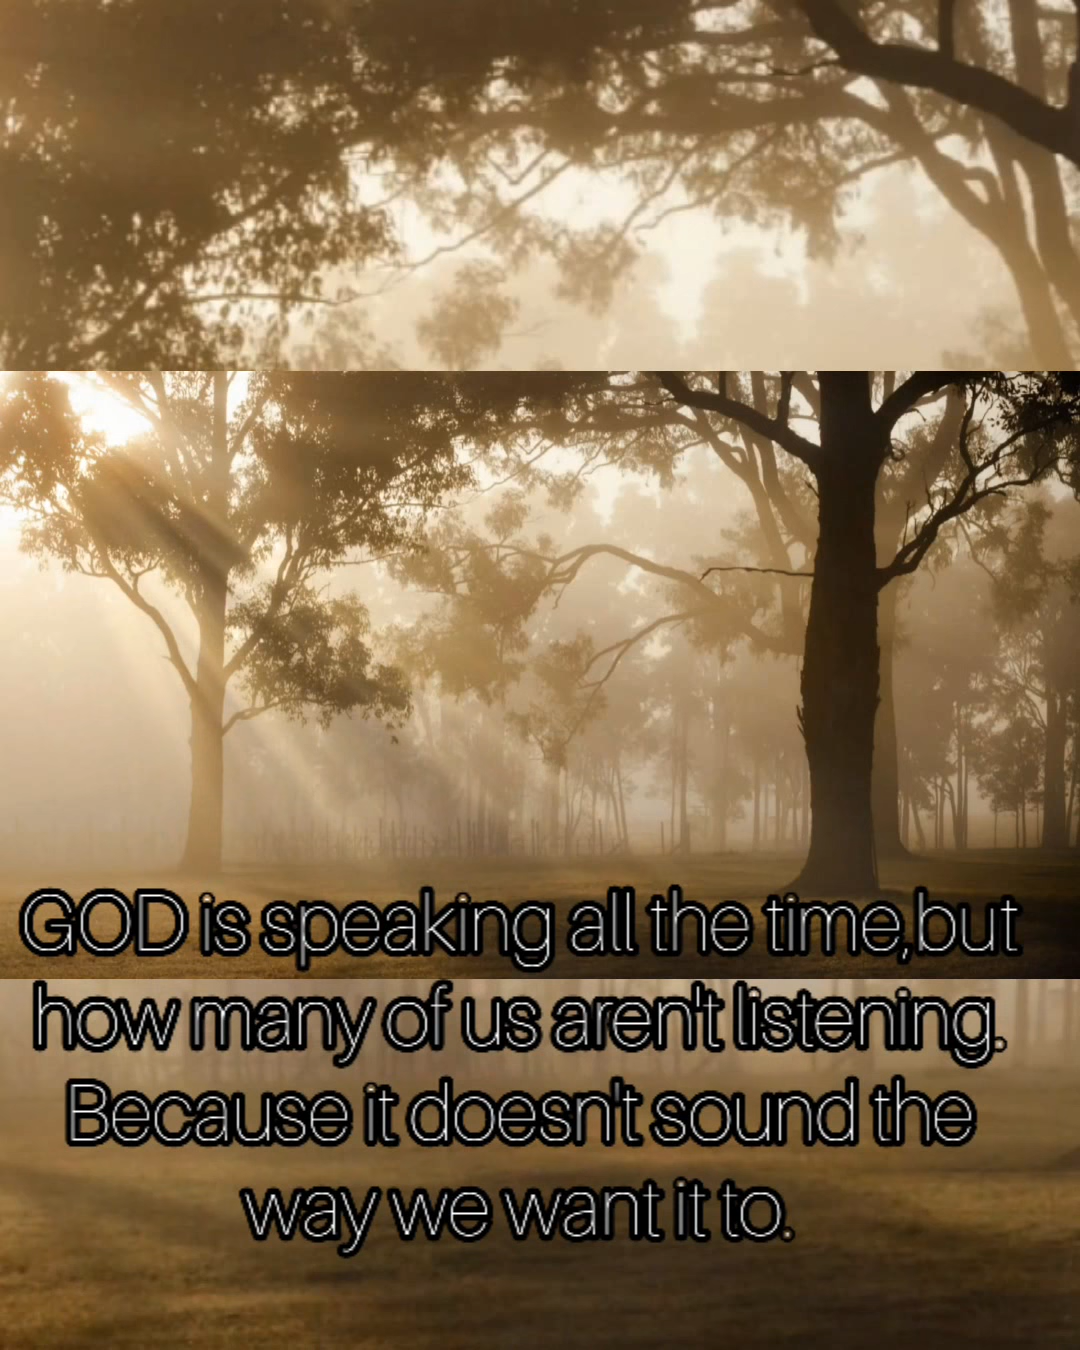 GOD is speaking all the time,but
how many of us aren't listening.
Because it doesn't sound the
way we want it to.